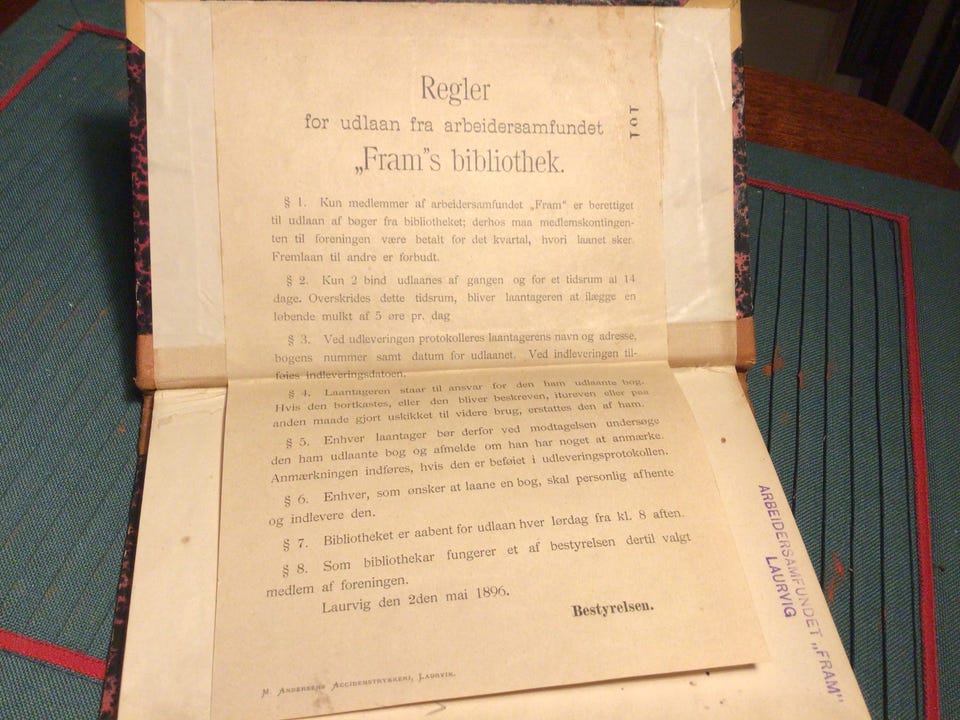 Regler
for udlaan fra arbeidersamfundet
„Fram"s bibliothek.
101
§ 1. Kun medlemmer af arbeidersamfundet „Fram" er berettiget
til udlaan af bøger fra bibliotheket; derhos maa medlemskontingen-
ten til foreningen være betalt for det kvartal, hvori laanet sker.
Fremlaan til andre er forbudt.
§ 2. Kun 2 bind udlaanes af gangen og for et tidsrum al 14
dage. Overskrides dette tidsrum, bliver laantageren at ilægge en
løbende mulkt af 5 øre pr. dag
§ 3. Ved udleveringen protokolleres laantagerens navn og adresse,
bogens nummer samt datum for udlaanet. Ved indleveringen til-
føies indleveringsdatoen.
§ 4. Laantageren staar til ansvar for den ham udlaante bog.
Hvis den bortkastes, eller den bliver beskreven, itureven eller paa
anden maade gjort uskikket til videre brug, erstattes den af ham.
§ 5. Enhver laantager bør derfor ved modtagelsen undersøge
den ham udlaante bog og afmelde om han har noget at anmærke.
Anmærkningen indføres, hvis den er beføiet i udleveringsprotokollen.
§ 6. Enhver, som ønsker at laane en bog, skal personlig afhente
og indlevere den.
§ 7. Bibliotheket er aabent for udlaan hver lørdag fra kl. 8 aften.
§ 8. Som bibliothekar fungerer et af bestyrelsen dertil valgt
medlem af foreningen.
Laurvig den 2den mai 1896.
Bestyrelsen.
M. Andersens Accidenstrykkeri, Laurvik.
ARBEIDERSAMFUNDET „FRAM"
LAURVIG